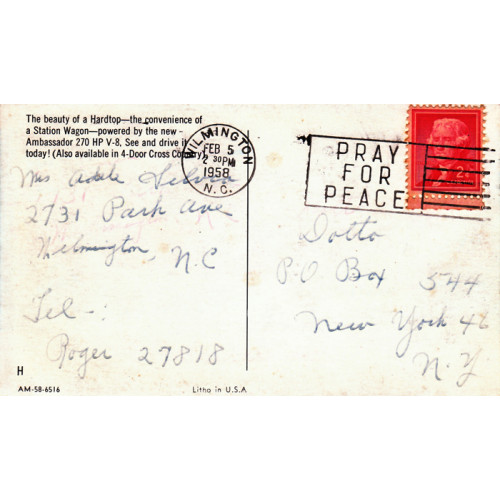 The beauty of a Hardtop—the convenience of
a Station Wagon—powered by the new -
Ambassador 270 HP V-8, See and drive it
today! (Also available in 4-Door Cross Country)
WILMINGTON
FEB 5
2 30 PM
1958
N.C.
PRAY
FOR
PEACE
2¢
Mrs Adele
2731 Park Ave
Wilmington, N.C
Tel-:
Roger 27818
Dotto
P.O Box 544
New York 46
N.Y.
H
AM-58-6516
Litho in U.S.A